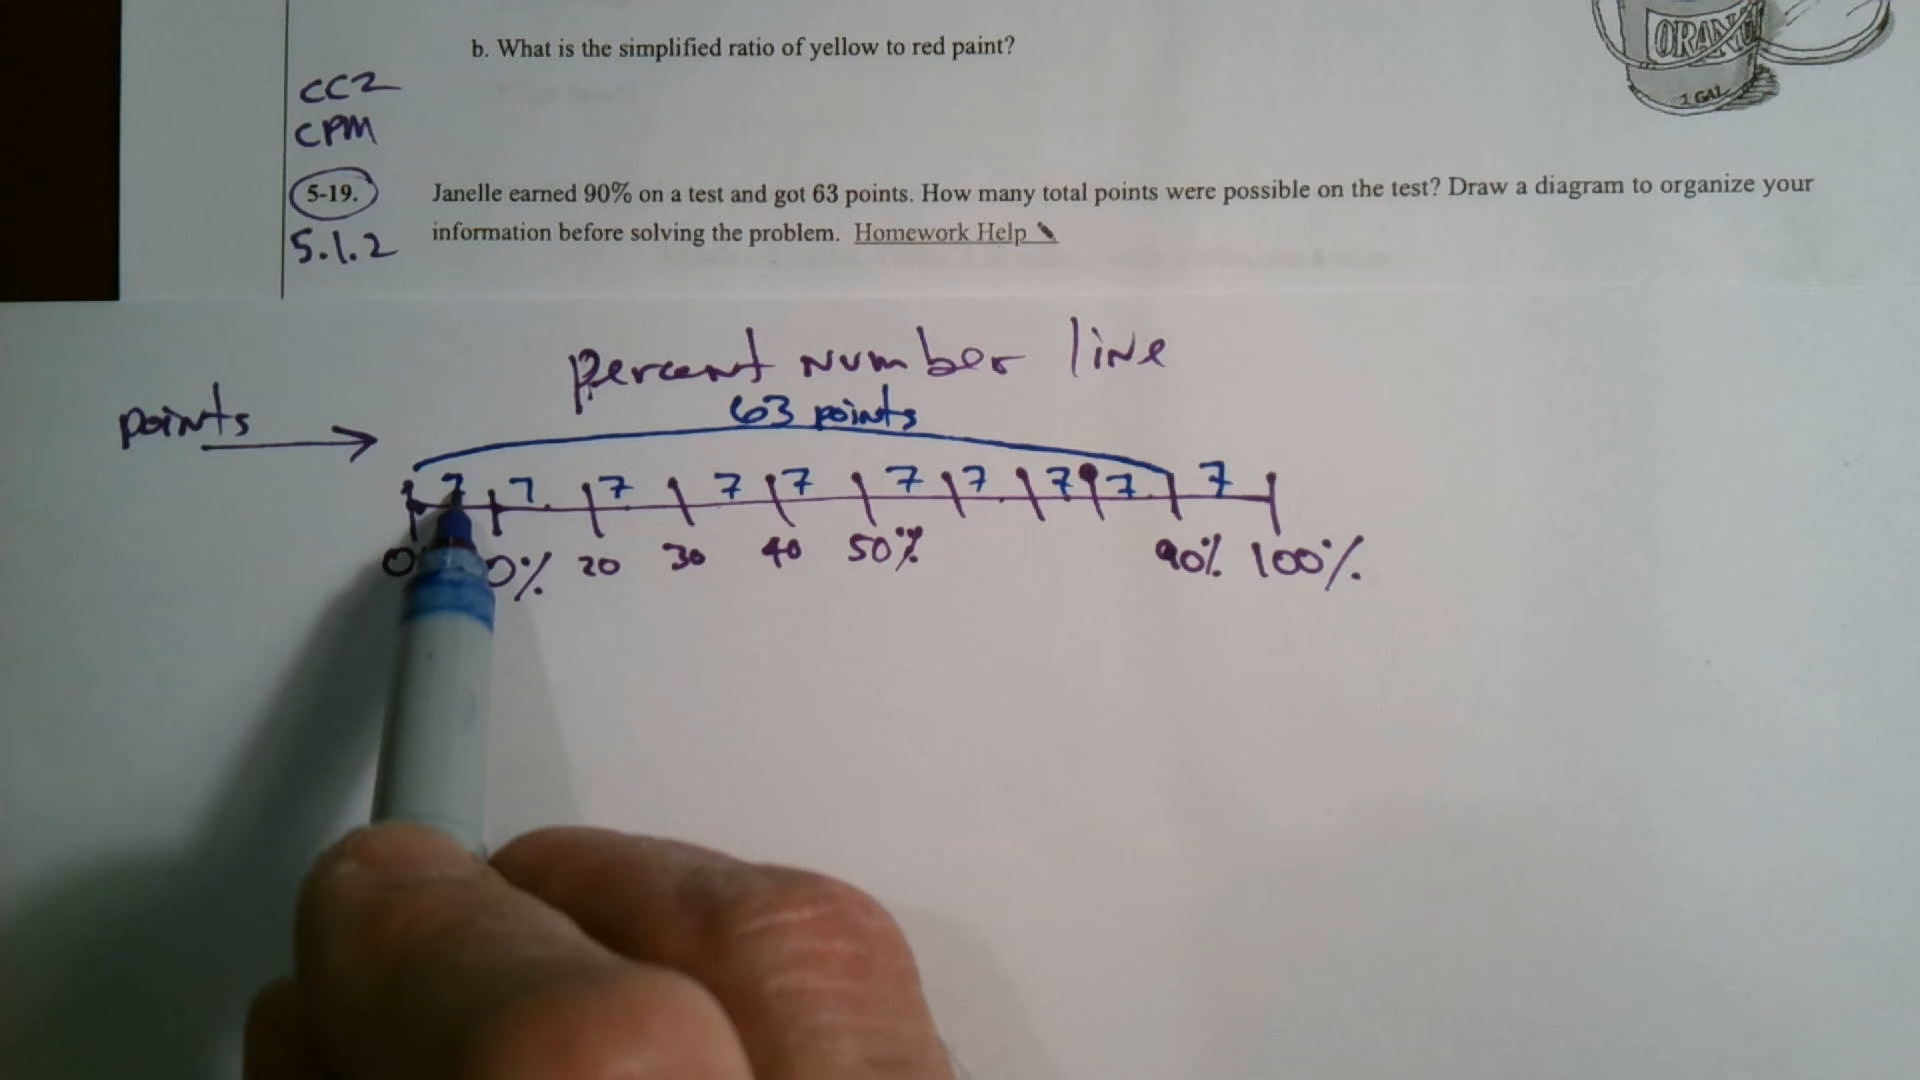 ORANG
1 GAL
b. What is the simplified ratio of yellow to red paint?
CC2
CPM
5-19. Janelle earned 90% on a test and got 63 points. How many total points were possible on the test? Draw a diagram to organize your
5.1.2 information before solving the problem. Homework Help
percent number line
points
63 points
7 7 7 7 7 7 7 7 7 7
0% 20 30 40 50% 90% 100%